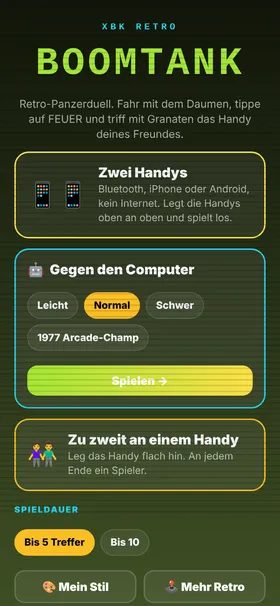 XBK RETRO
BOOMTANK
Retro-Panzerduell. Fahr mit dem Daumen, tippe
auf FEUER und triff mit Granaten das Handy
deines Freundes.
Zwei Handys
Bluetooth, iPhone oder Android,
kein Internet. Legt die Handys
oben an oben und spielt los.
Gegen den Computer
Leicht
Normal
Schwer
1977 Arcade-Champ
Spielen →
Zu zweit an einem Handy
Leg das Handy flach hin. An jedem
Ende ein Spieler.
SPIELDAUER
Bis 5 Treffer
Bis 10
Mein Stil
Mehr Retro